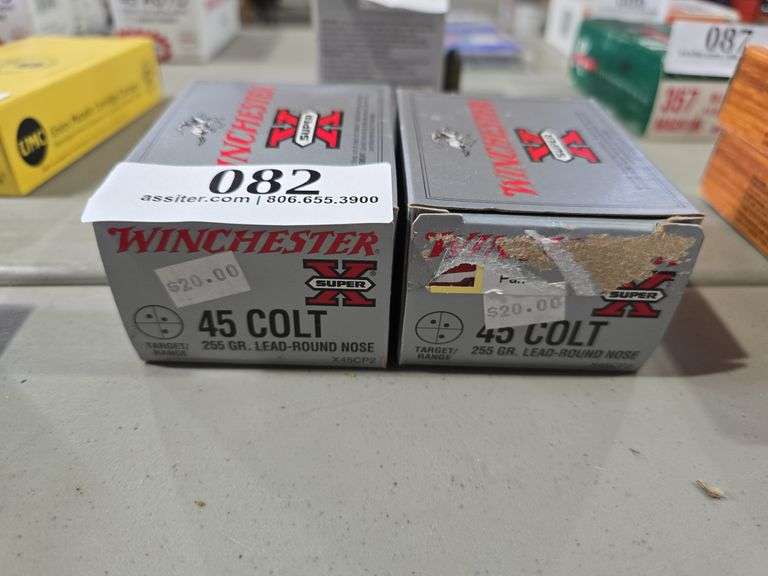 WINCHESTER
X
SUPER
082
assiter.com | 806.655.3900
WINCHESTER
$20.00
X
SUPER
45 COLT
255 GR. LEAD-ROUND NOSE
TARGET/
RANGE
X45CP2
WINCHESTER
X
SUPER
$20.00
SUPER
45 COLT
255 GR. LEAD-ROUND NOSE
TARGET/
RANGE
UMC
087
357